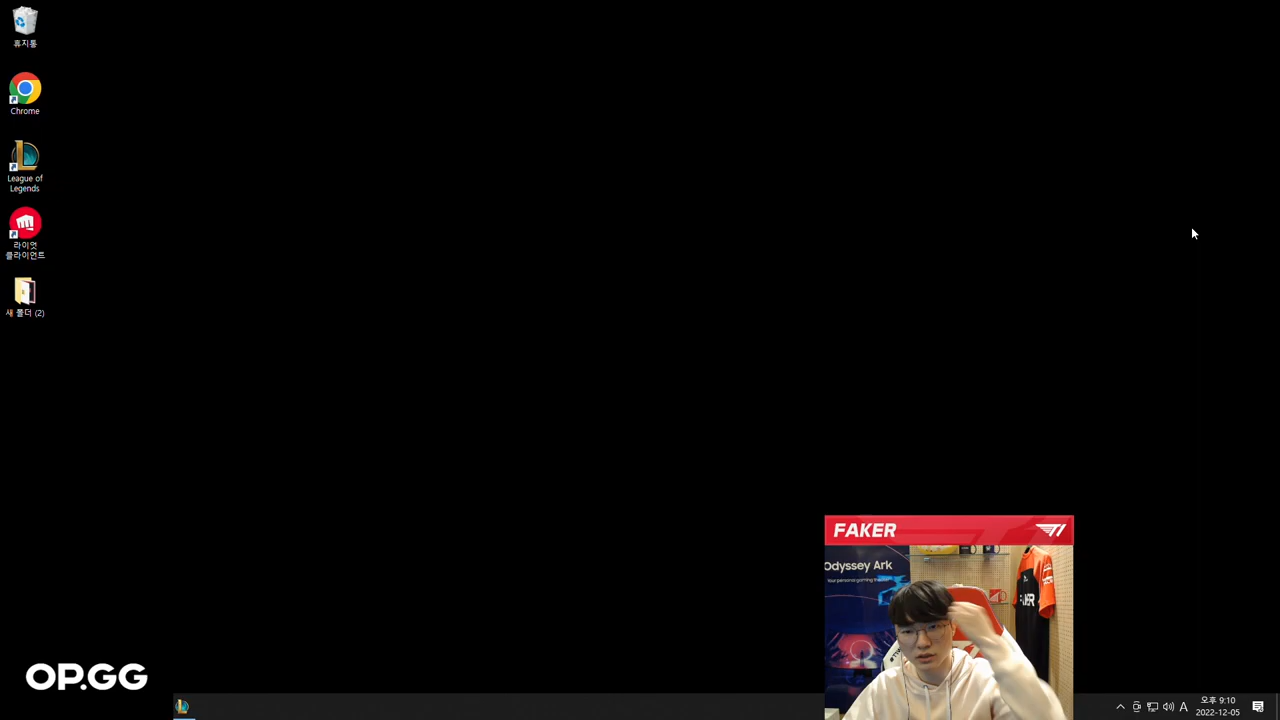 휴지통
Chrome
League of
Legends
라이엇
클라이언트
새 폴더 (2)
FAKER
T1
Odyssey Ark
OP.GG
A
오후 9:10
2022-12-05